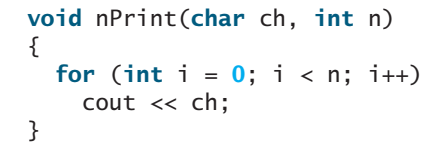 void nPrint(char ch, int n)
{
  for (int i = 0; i < n; i++)
    cout << ch;
}